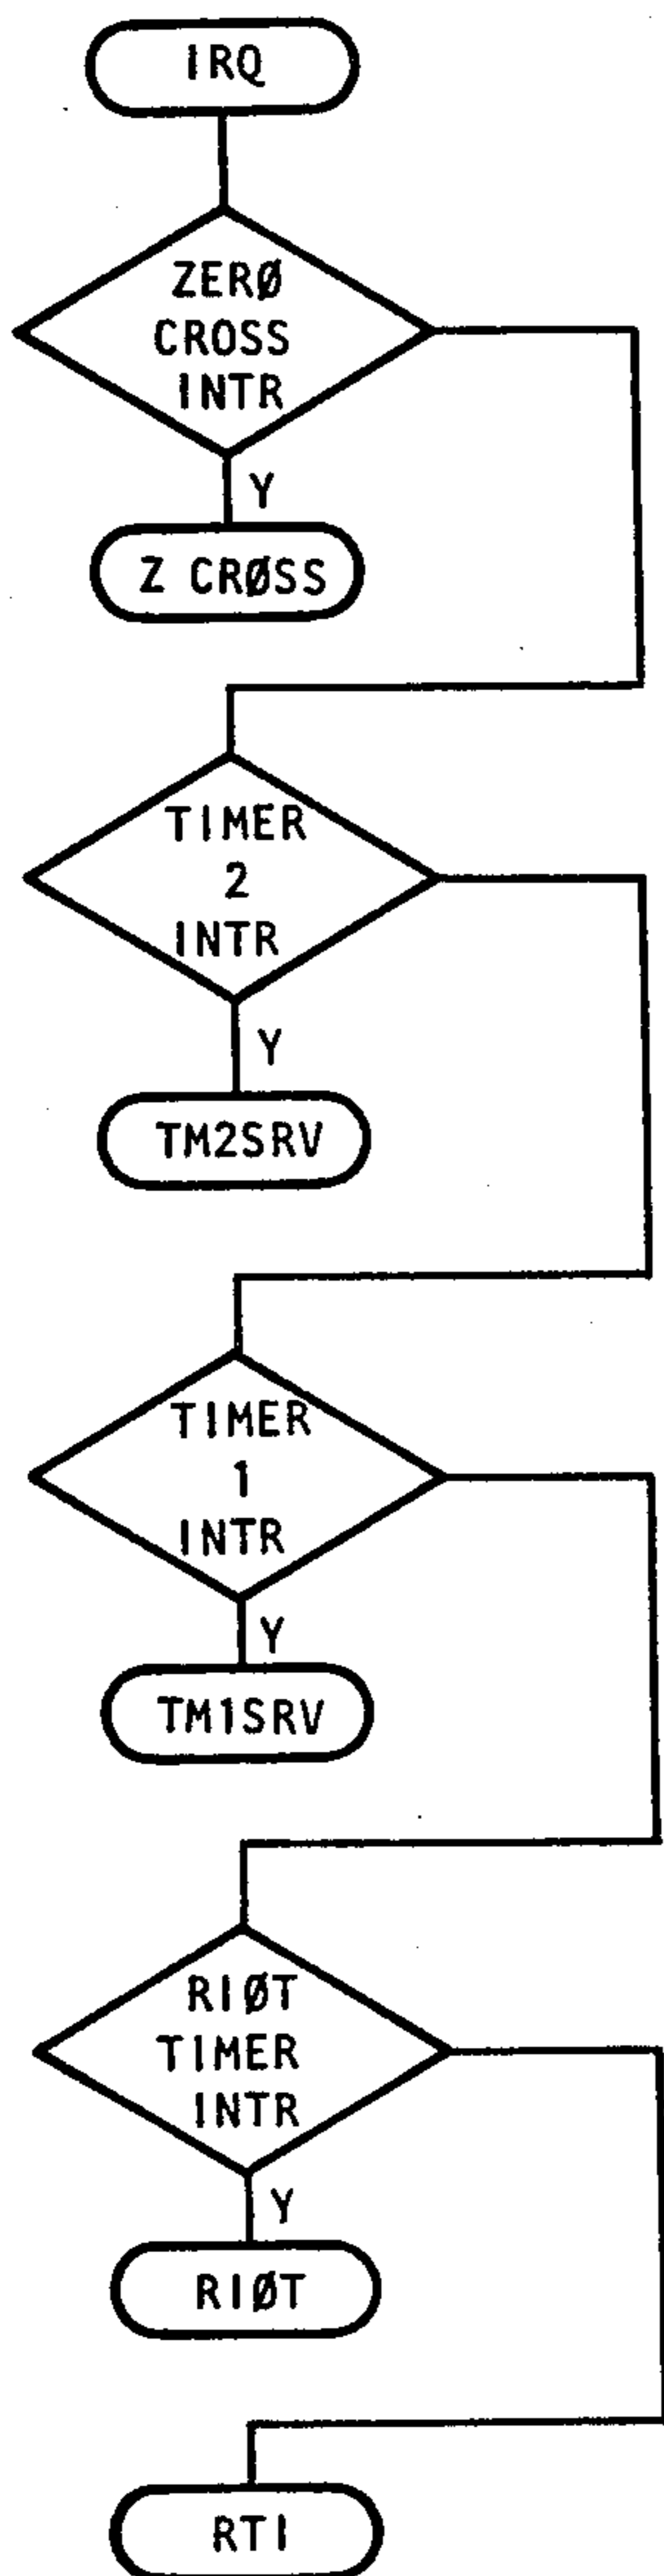 IRQ
ZERØ
CROSS
INTR
Y
Z CRØSS
TIMER
2
INTR
Y
TM2SRV
TIMER
1
INTR
Y
TM1SRV
RIØT
TIMER
INTR
Y
RIØT
RTI